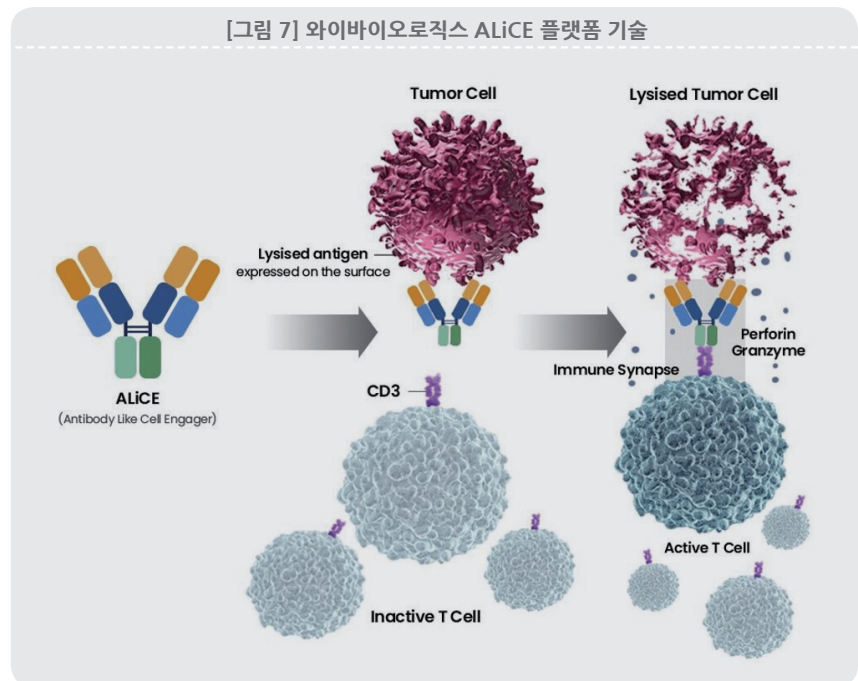 [그림 7] 와이바이오로직스 ALiCE 플랫폼 기술
Tumor Cell
Lysised Tumor Cell
Lysised antigen
expressed on the surface
ALiCE
(Antibody Like Cell Engager)
CD3
Perforin
Granzyme
Immune Synapse
Inactive T Cell
Active T Cell